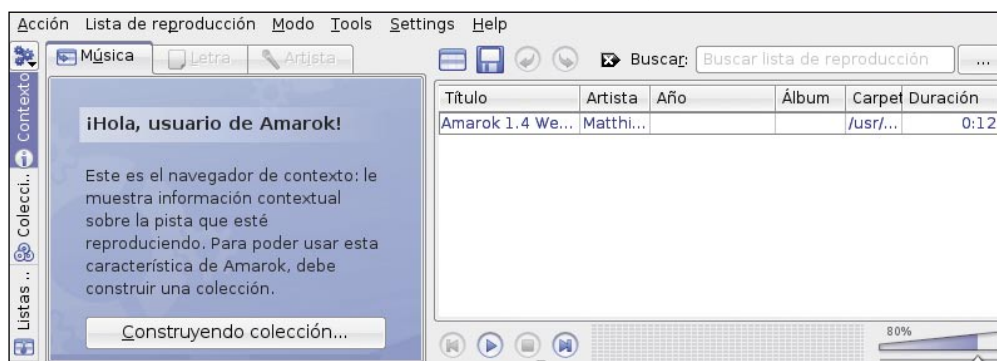 Acción Lista de reproducción Modo Tools Settings Help
Música Letra Artista
Buscar: Buscar lista de reproducción ...
Contexto
Colecci..
Listas ..
¡Hola, usuario de Amarok!
Este es el navegador de contexto: le
muestra información contextual
sobre la pista que esté
reproduciendo. Para poder usar esta
característica de Amarok, debe
construir una colección.
Construyendo colección...
Título Artista Año Álbum Carpet Duración
Amarok 1.4 We... Matthi... /usr/... 0:12
80%